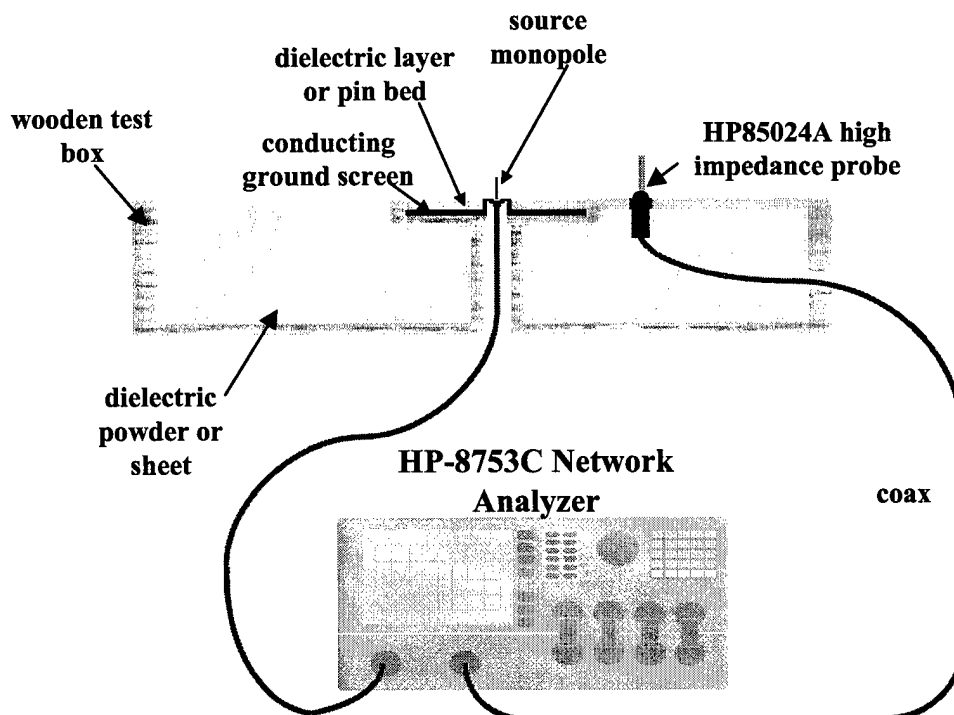 source
monopole
dielectric layer
or pin bed
wooden test
box
conducting
ground screen
HP85024A high
impedance probe
dielectric
powder or
sheet
HP-8753C Network
Analyzer
coax